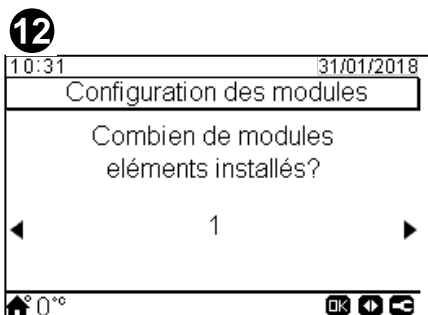 12
10:31 31/01/2018
Configuration des modules
Combien de modules
eléments installés?
1
0°C
OK